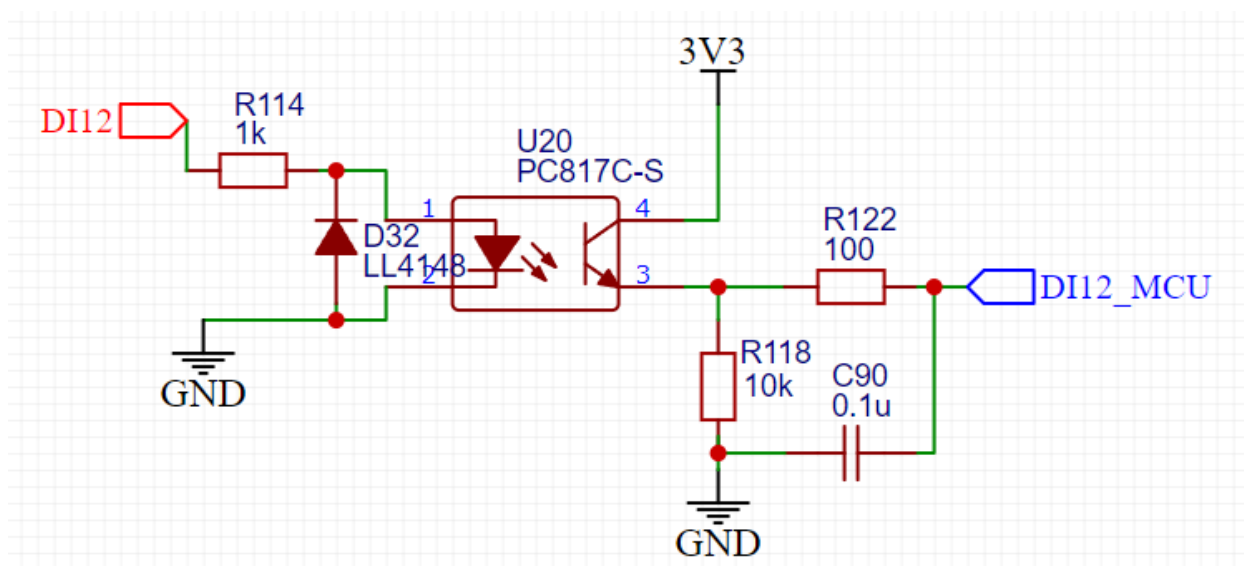 3V3
DI12
R114
1k
U20
PC817C-S
1
4
D32
LL4148
2
3
R122
100
DI12_MCU
GND
R118
10k
C90
0.1u
GND